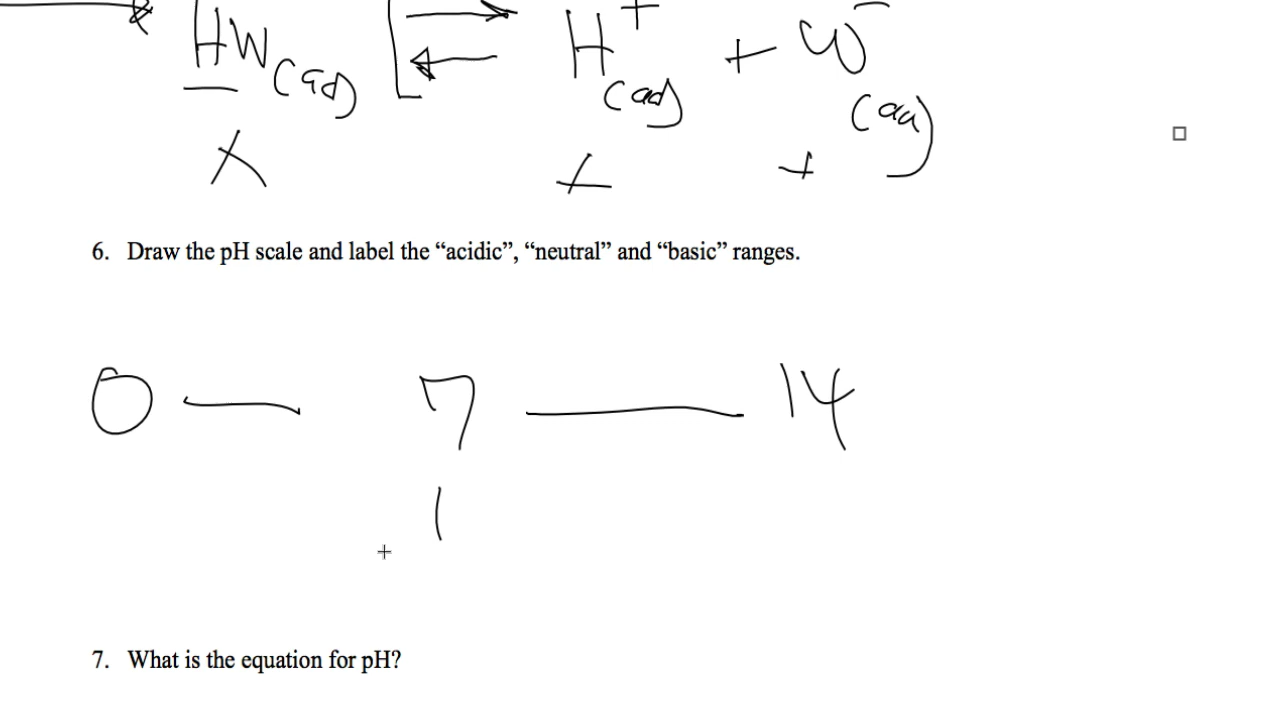 HW(aq) ⇄ H+(aq) + W-(aq)
X + +
6. Draw the pH scale and label the “acidic”, “neutral” and “basic” ranges.
0 — 7 — 14
7. What is the equation for pH?